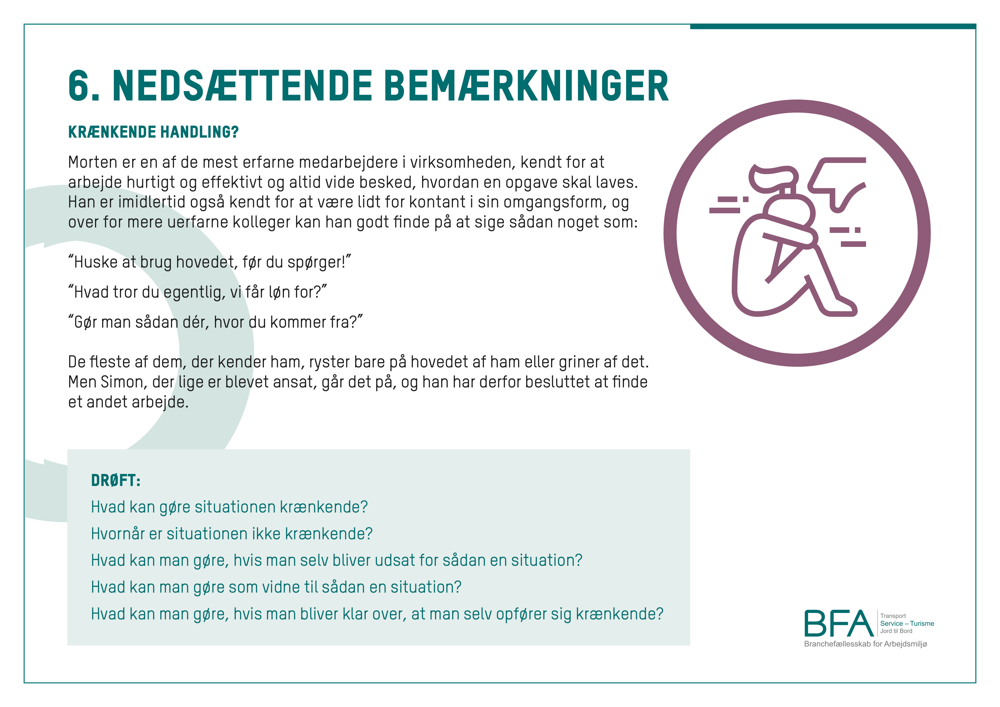 6. NEDSÆTTENDE BEMÆRKNINGER
KRÆNKENDE HANDLING?
Morten er en af de mest erfarne medarbejdere i virksomheden, kendt for at
arbejde hurtigt og effektivt og altid vide besked, hvordan en opgave skal laves.
Han er imidlertid også kendt for at være lidt for kontant i sin omgangsform, og
over for mere uerfarne kolleger kan han godt finde på at sige sådan noget som:
“Huske at brug hovedet, før du spørger!”
“Hvad tror du egentlig, vi får løn for?”
“Gør man sådan dér, hvor du kommer fra?”
De fleste af dem, der kender ham, ryster bare på hovedet af ham eller griner af det.
Men Simon, der lige er blevet ansat, går det på, og han har derfor besluttet at finde
et andet arbejde.
DRØFT:
Hvad kan gøre situationen krænkende?
Hvornår er situationen ikke krænkende?
Hvad kan man gøre, hvis man selv bliver udsat for sådan en situation?
Hvad kan man gøre som vidne til sådan en situation?
Hvad kan man gøre, hvis man bliver klar over, at man selv opfører sig krænkende?
BFA
Transport
Service – Turisme
Jord til Bord
Branchefællesskab for Arbejdsmiljø